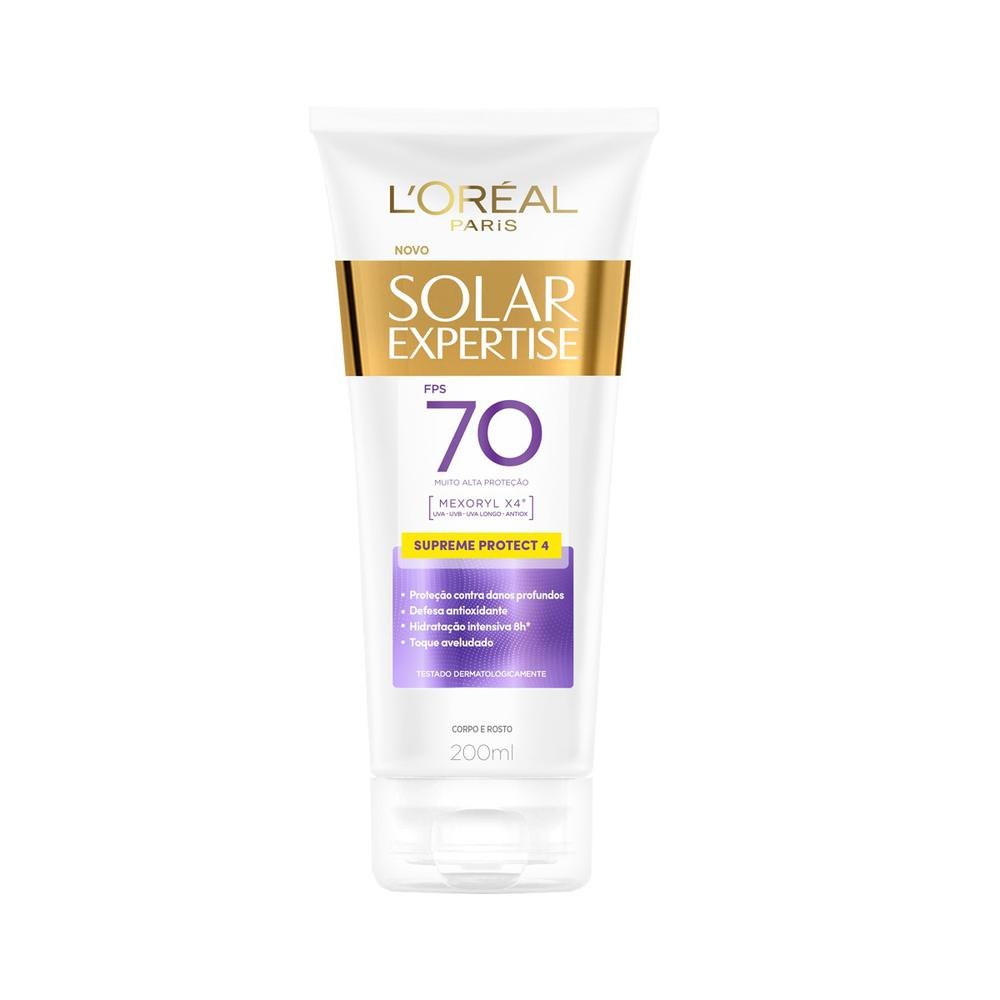 L'ORÉAL
PARiS
NOVO
SOLAR
EXPERTISE
FPS
70
MUITO ALTA PROTEÇÃO
[MEXORYL X4®
UVA - UVB - UVA LONGO - ANTIOX]
SUPREME PROTECT 4
• Proteção contra danos profundos
• Defesa antioxidante
• Hidratação intensiva 8h*
• Toque aveludado
TESTADO DERMATOLOGICAMENTE
CORPO E ROSTO
200ml